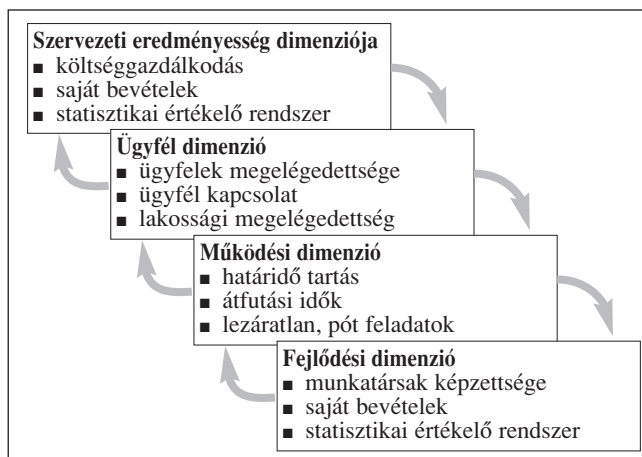 Szervezeti eredményesség dimenziója
▪ költséggazdálkodás
▪ saját bevételek
▪ statisztikai értékelő rendszer
Ügyfél dimenzió
▪ ügyfelek megelégedettsége
▪ ügyfél kapcsolat
▪ lakossági megelégedettség
Működési dimenzió
▪ határidő tartás
▪ átfutási idők
▪ lezáratlan, pót feladatok
Fejlődési dimenzió
▪ munkatársak képzettsége
▪ saját bevételek
▪ statisztikai értékelő rendszer